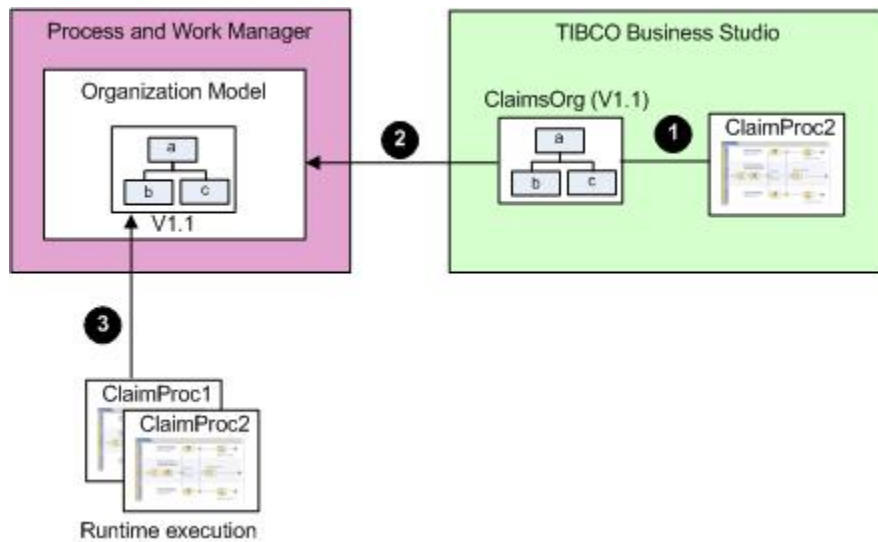 Process and Work Manager
TIBCO Business Studio
Organization Model
a
b
c
V1.1
2
ClaimsOrg (V1.1)
a
b
c
1
ClaimProc2
3
ClaimProc1
ClaimProc2
Runtime execution